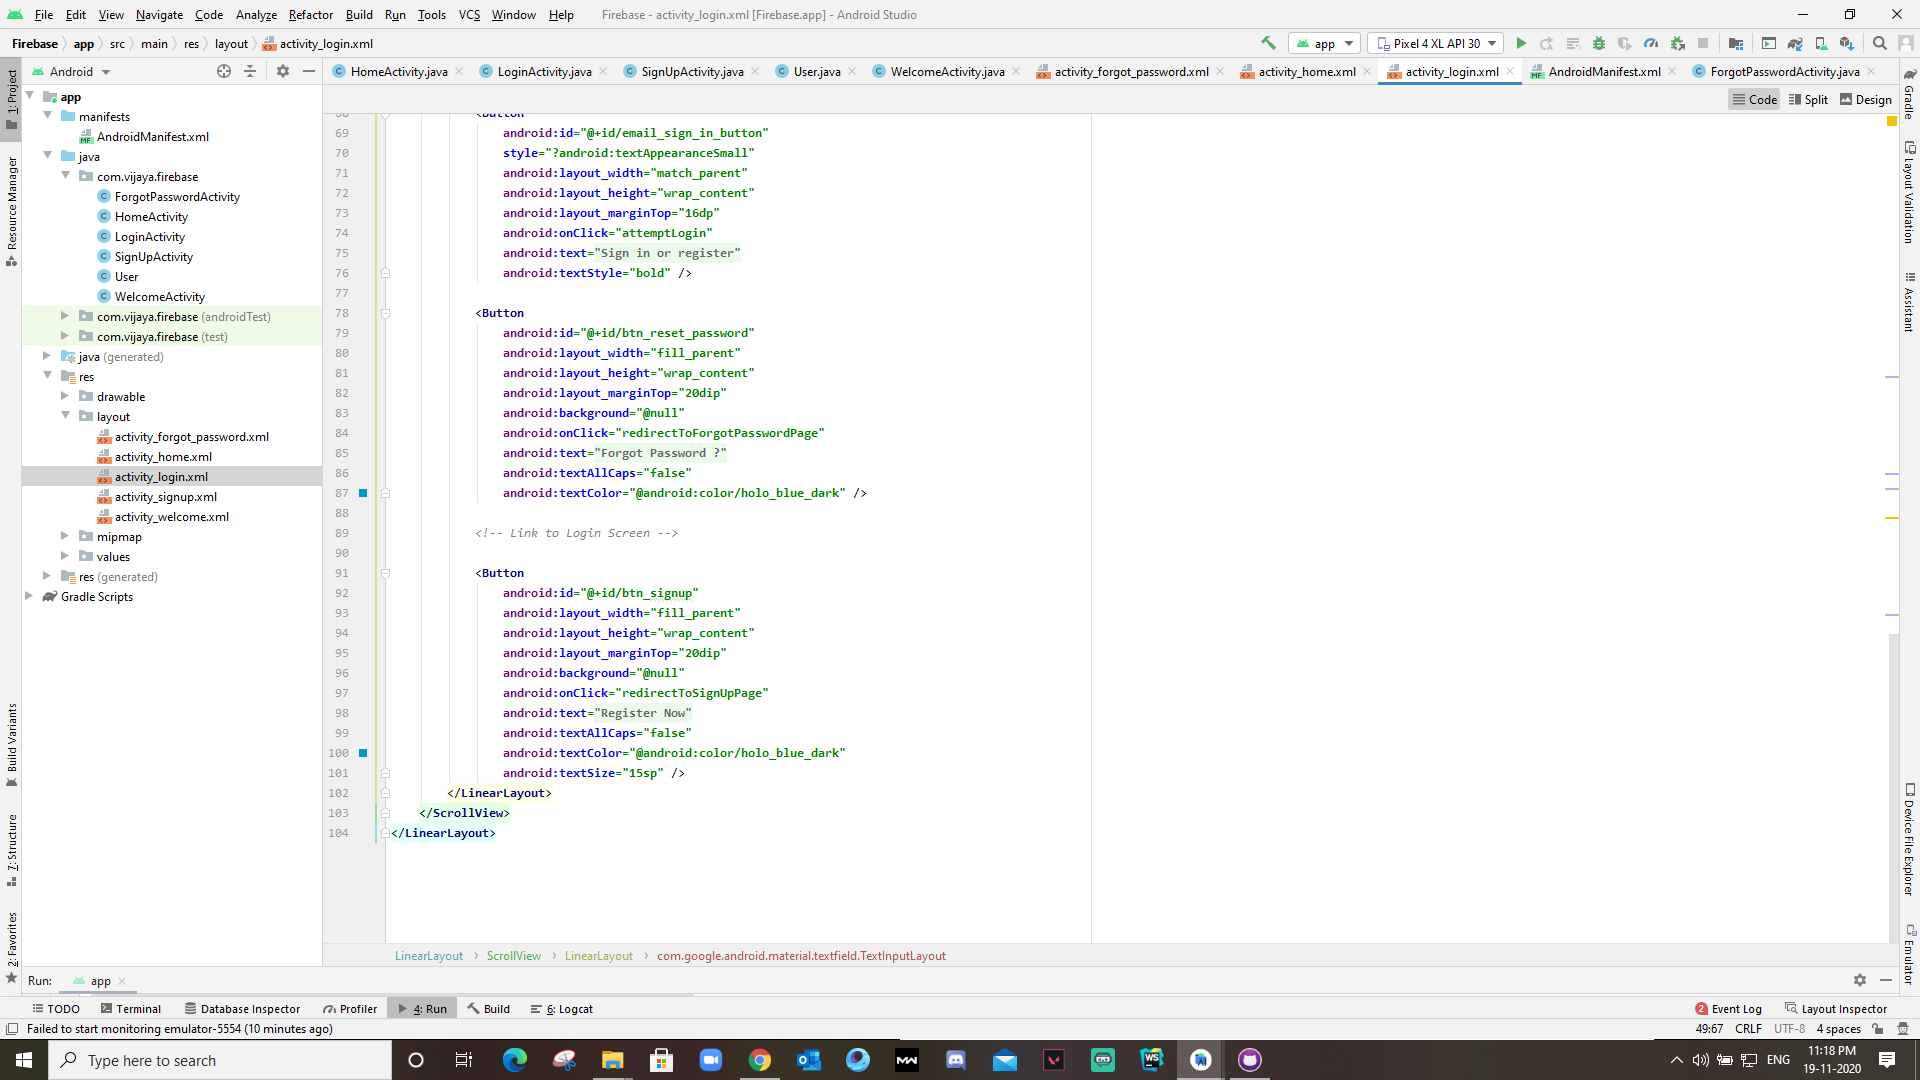 File Edit View Navigate Code Analyze Refactor Build Run Tools VCS Window Help Firebase - activity_login.xml [Firebase.app] - Android Studio
Firebase app src main res layout activity_login.xml app Pixel 4 XL API 30
Android HomeActivity.java LoginActivity.java SignUpActivity.java User.java WelcomeActivity.java activity_forgot_password.xml activity_home.xml activity_login.xml AndroidManifest.xml ForgotPasswordActivity.java
Code Split Design
1: Project
Resource Manager
Build Variants
7: Structure
2: Favorites
app
manifests
AndroidManifest.xml
java
com.vijaya.firebase
ForgotPasswordActivity
HomeActivity
LoginActivity
SignUpActivity
User
WelcomeActivity
com.vijaya.firebase (androidTest)
com.vijaya.firebase (test)
java (generated)
res
drawable
layout
activity_forgot_password.xml
activity_home.xml
activity_login.xml
activity_signup.xml
activity_welcome.xml
mipmap
values
res (generated)
Gradle Scripts
68 <Button
69 android:id="@+id/email_sign_in_button"
70 style="?android:textAppearanceSmall"
71 android:layout_width="match_parent"
72 android:layout_height="wrap_content"
73 android:layout_marginTop="16dp"
74 android:onClick="attemptLogin"
75 android:text="Sign in or register"
76 android:textStyle="bold" />
77
78 <Button
79 android:id="@+id/btn_reset_password"
80 android:layout_width="fill_parent"
81 android:layout_height="wrap_content"
82 android:layout_marginTop="20dip"
83 android:background="@null"
84 android:onClick="redirectToForgotPasswordPage"
85 android:text="Forgot Password ?"
86 android:textAllCaps="false"
87 android:textColor="@android:color/holo_blue_dark" />
88
89 <!-- Link to Login Screen -->
90
91 <Button
92 android:id="@+id/btn_signup"
93 android:layout_width="fill_parent"
94 android:layout_height="wrap_content"
95 android:layout_marginTop="20dip"
96 android:background="@null"
97 android:onClick="redirectToSignUpPage"
98 android:text="Register Now"
99 android:textAllCaps="false"
100 android:textColor="@android:color/holo_blue_dark"
101 android:textSize="15sp" />
102 </LinearLayout>
103 </ScrollView>
104 </LinearLayout>
Gradle
Layout Validation
Assistant
Device File Explorer
Emulator
LinearLayout ScrollView LinearLayout com.google.android.material.textfield.TextInputLayout
Run: app
TODO Terminal Database Inspector Profiler 4: Run Build 6: Logcat 2 Event Log Layout Inspector
Failed to start monitoring emulator-5554 (10 minutes ago) 49:67 CRLF UTF-8 4 spaces
Type here to search ENG 11:18 PM
19-11-2020